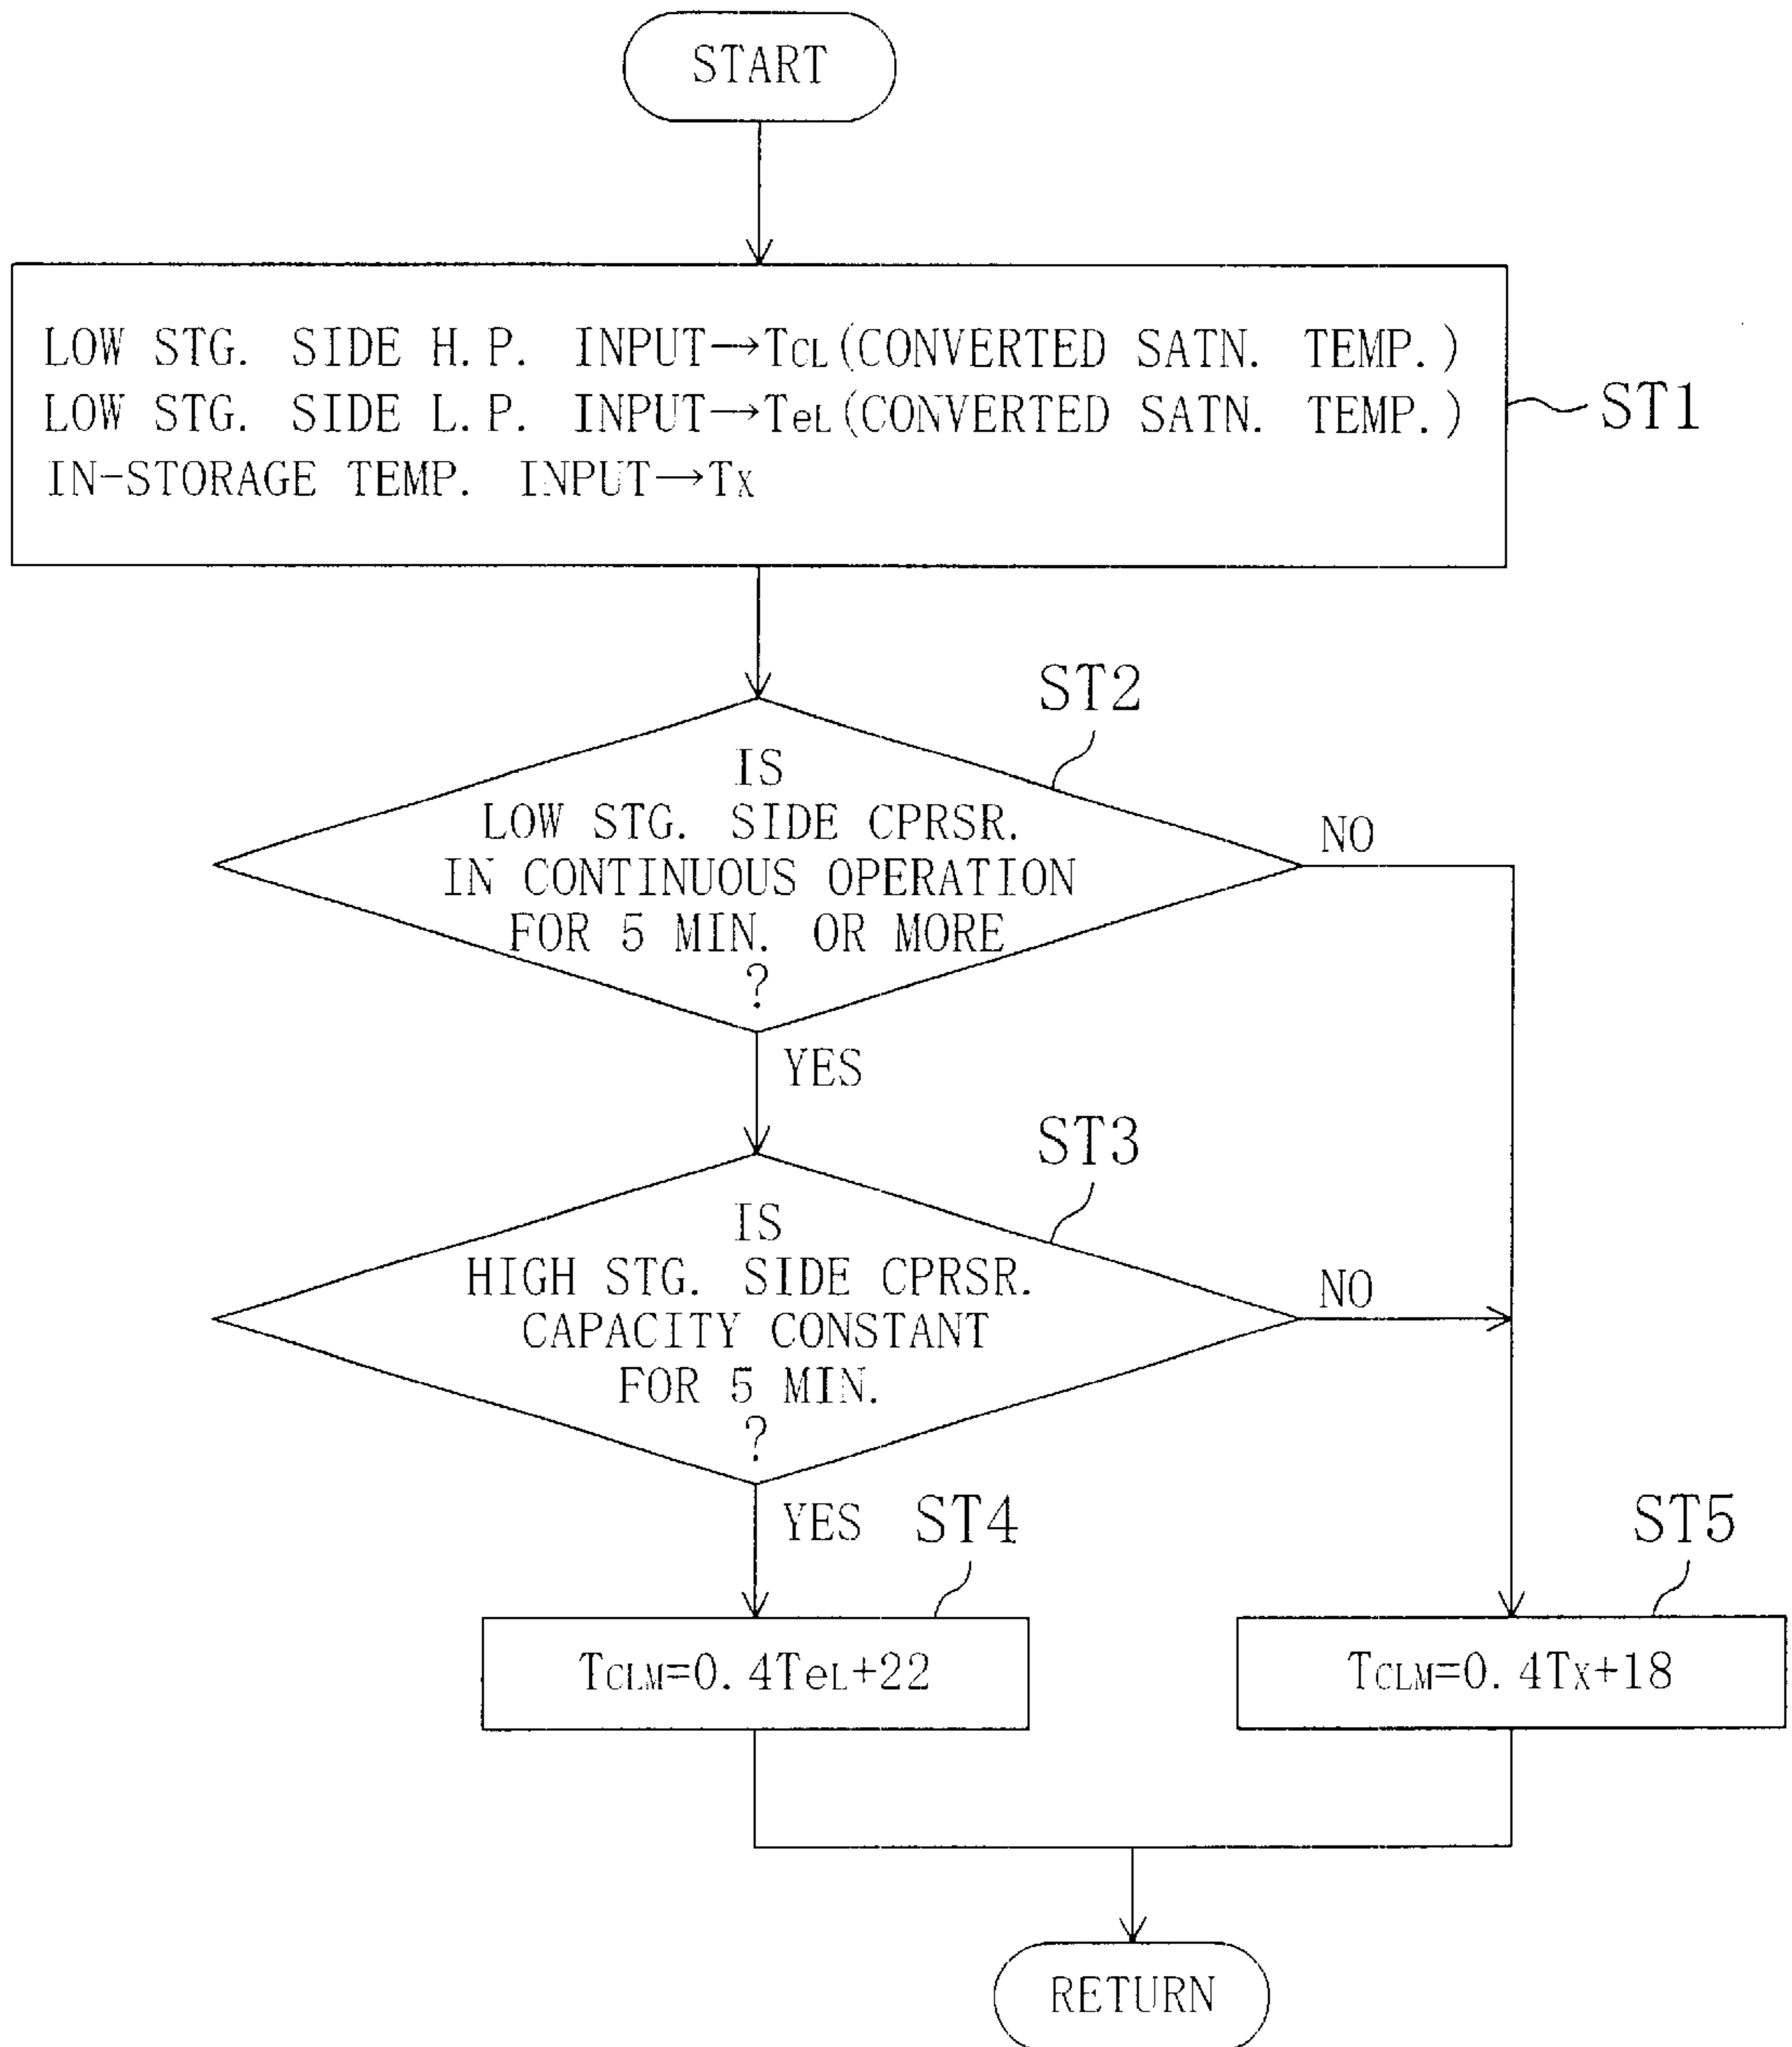 START
LOW STG. SIDE H.P. INPUT→TCL(CONVERTED SATN. TEMP.)
LOW STG. SIDE L.P. INPUT→TeL(CONVERTED SATN. TEMP.)
IN-STORAGE TEMP. INPUT→TX
ST1
ST2
IS
LOW STG. SIDE CPRSR.
IN CONTINUOUS OPERATION
FOR 5 MIN. OR MORE
?
NO
YES
ST3
IS
HIGH STG. SIDE CPRSR.
CAPACITY CONSTANT
FOR 5 MIN.
?
NO
YES
ST4
ST5
TCLM=0.4TeL+22
TCLM=0.4TX+18
RETURN